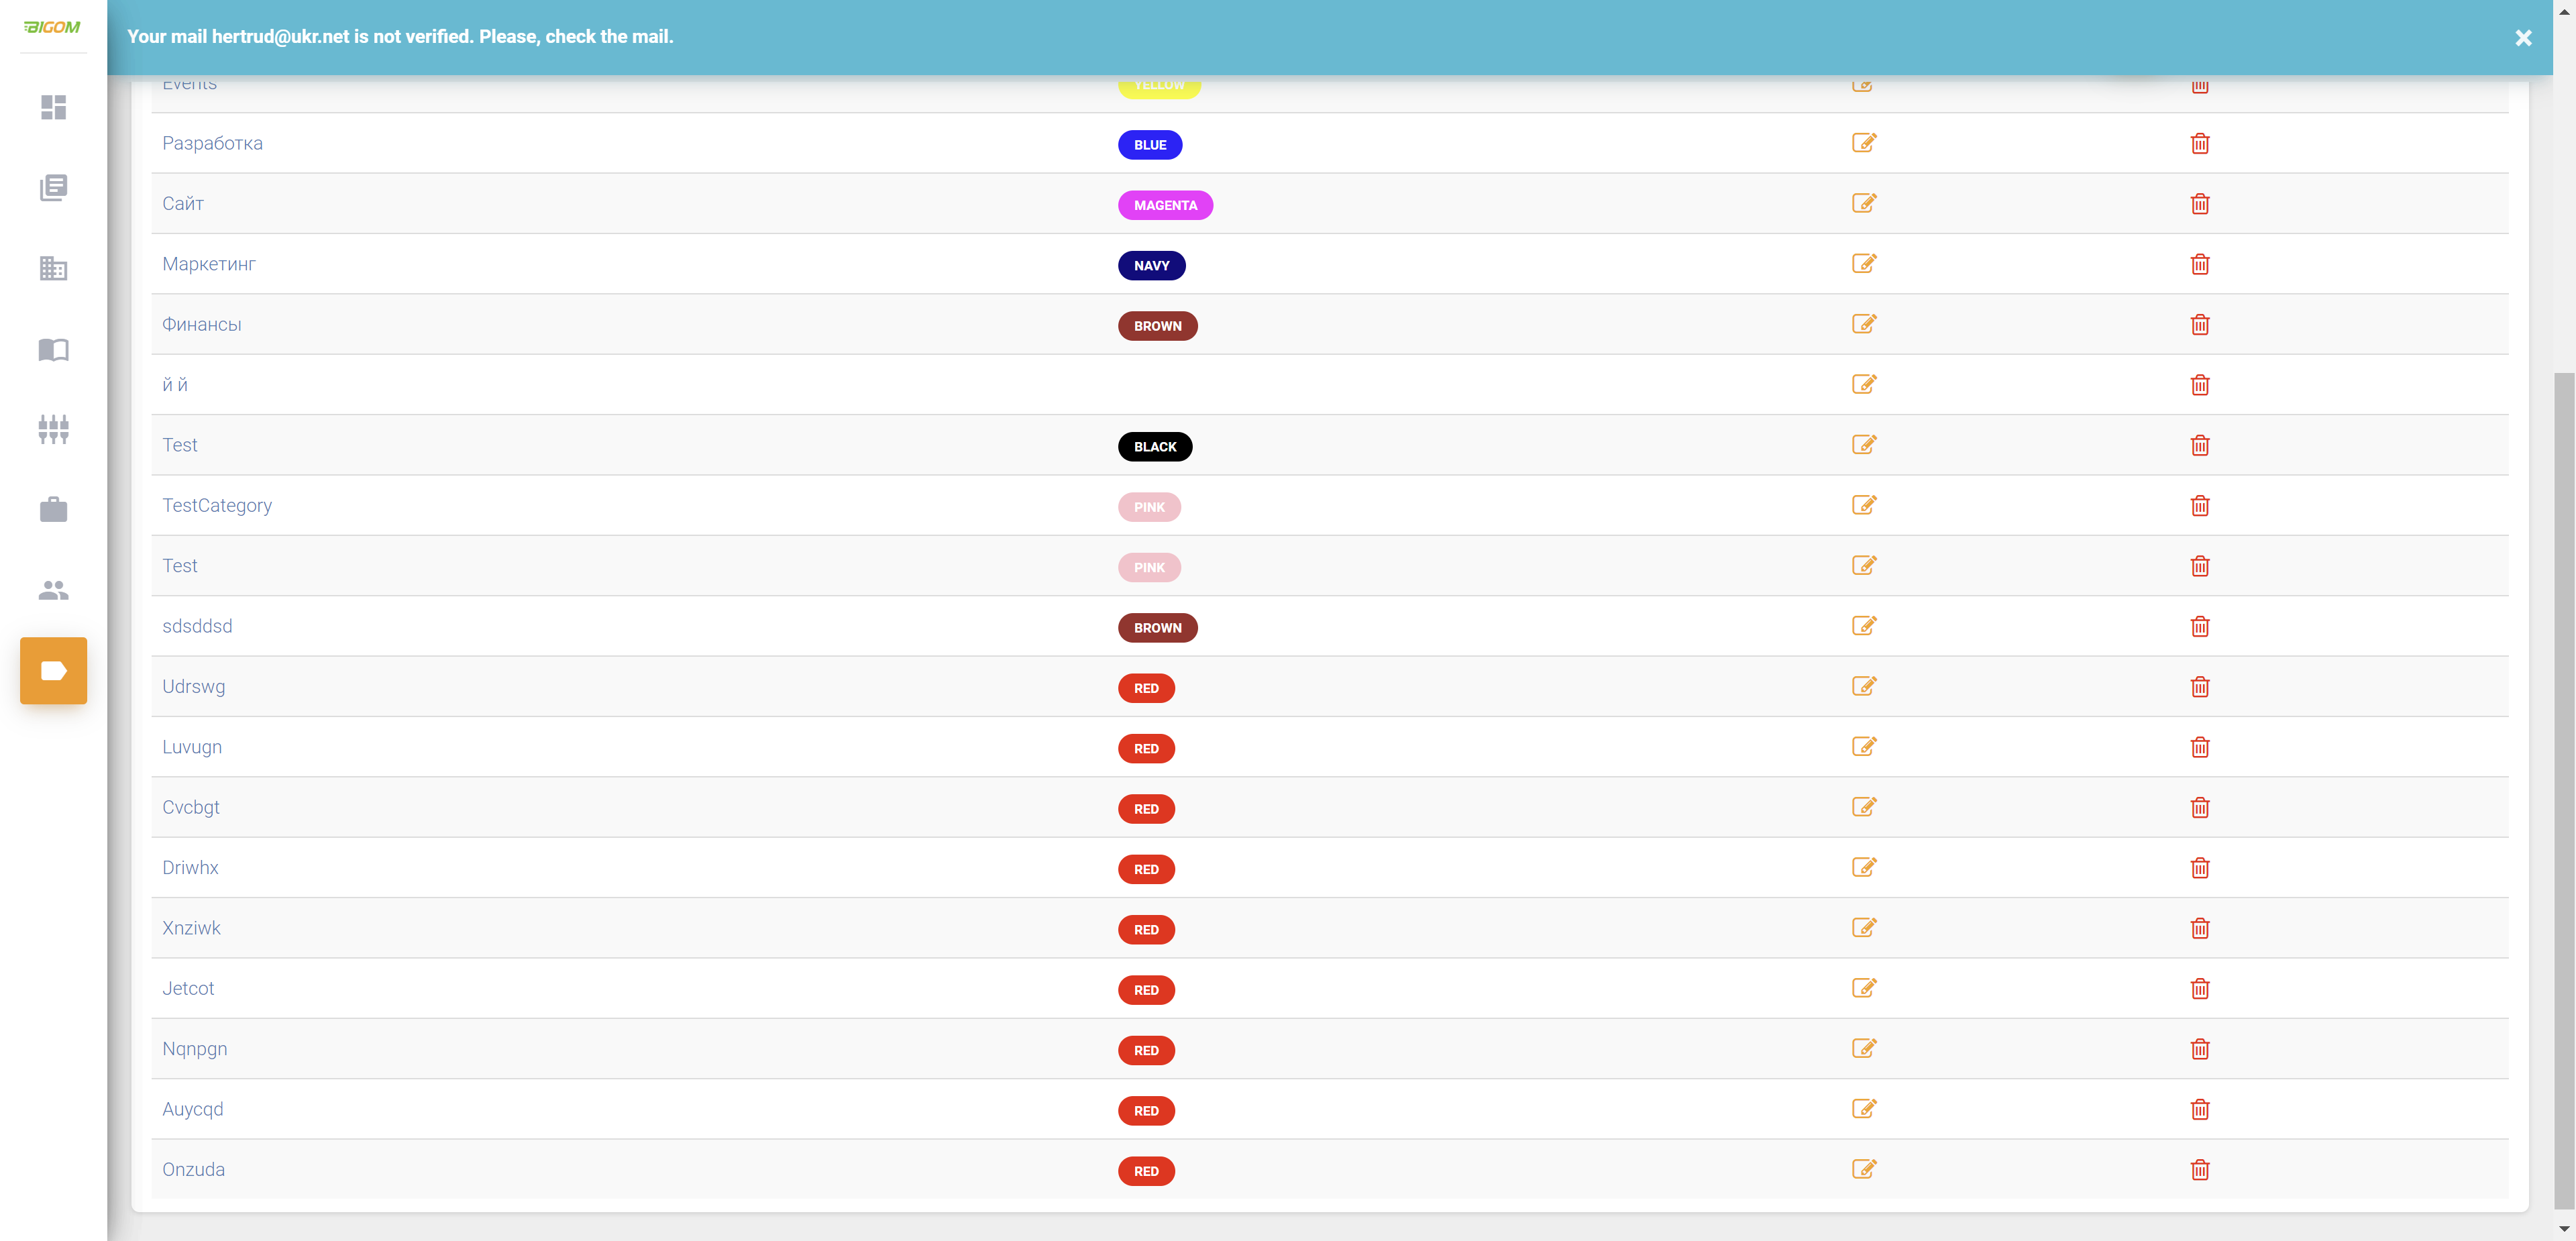 BIGOM
Your mail hertrud@ukr.net is not verified. Please, check the mail.
Events YELLOW
Разработка BLUE
Сайт MAGENTA
Маркетинг NAVY
Финансы BROWN
й й
Test BLACK
TestCategory PINK
Test PINK
sdsddsd BROWN
Udrswg RED
Luvugn RED
Cvcbgt RED
Driwhx RED
Xnziwk RED
Jetcot RED
Nqnpgn RED
Auycqd RED
Onzuda RED